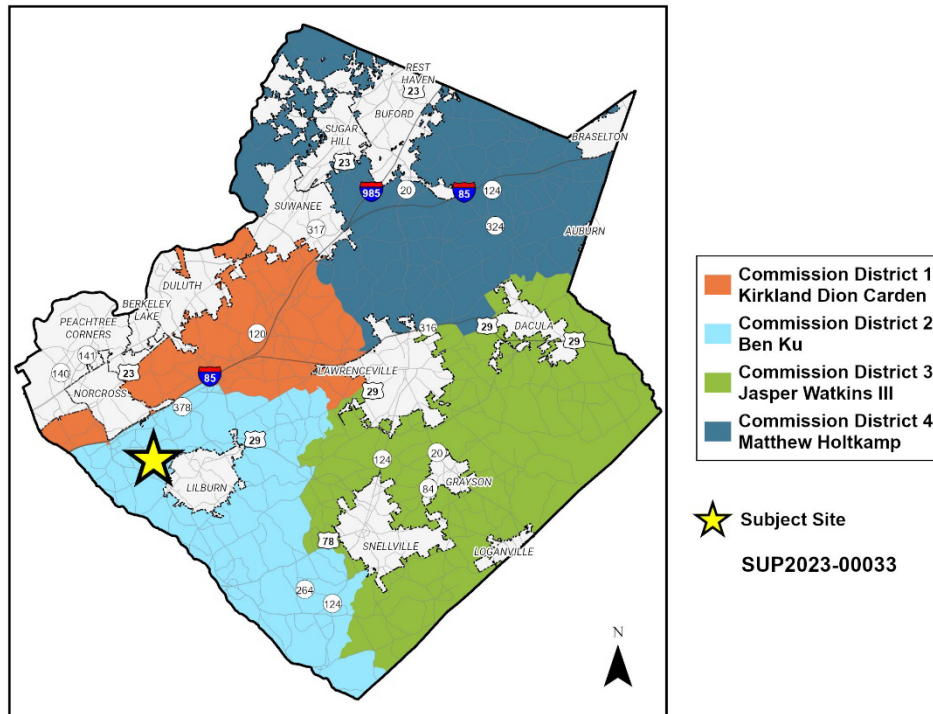 REST
HAVEN
23
BUFORD
SUGAR
HILL
23
BRASELTON
985
20
85
124
SUWANEE
317
324
AUBURN
DULUTH
BERKELEY
LAKE
PEACHTREE
CORNERS
141
140
23
NORCROSS
120
85
316
29
DACULA
29
LAWRENCEVILLE
29
378
29
LILBURN
124
20
84
GRAYSON
78
SNELLVILLE
LOGANVILLE
264
124
N
Commission District 1
Kirkland Dion Carden
Commission District 2
Ben Ku
Commission District 3
Jasper Watkins III
Commission District 4
Matthew Holtkamp
Subject Site
SUP2023-00033